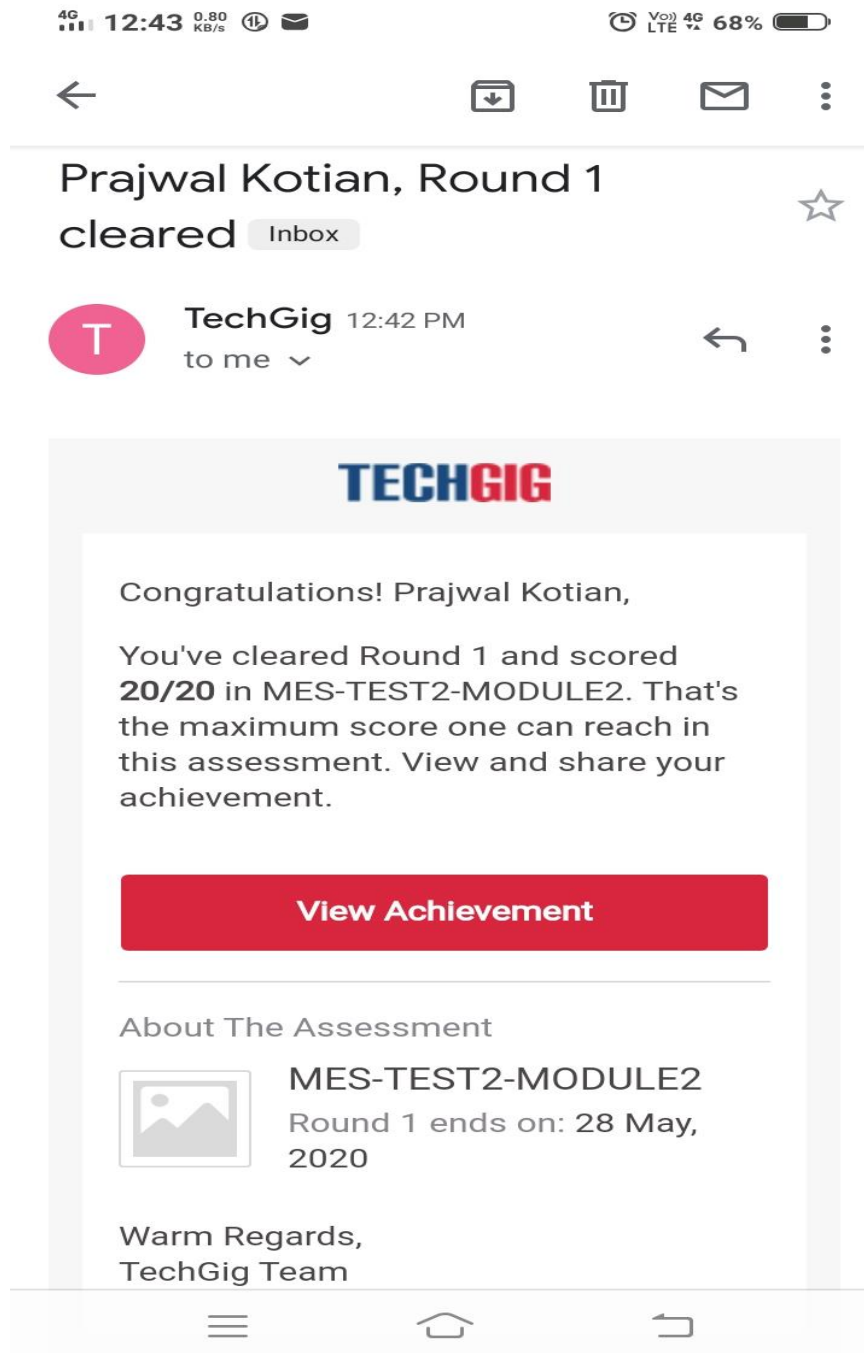 4G 12:43 0.80 KB/s VoD LTE 4G 68%
Prajwal Kotian, Round 1
cleared Inbox
T TechGig 12:42 PM
to me
TECHGIG
Congratulations! Prajwal Kotian,
You've cleared Round 1 and scored
20/20 in MES-TEST2-MODULE2. That's
the maximum score one can reach in
this assessment. View and share your
achievement.
View Achievement
About The Assessment
MES-TEST2-MODULE2
Round 1 ends on: 28 May,
2020
Warm Regards,
TechGig Team